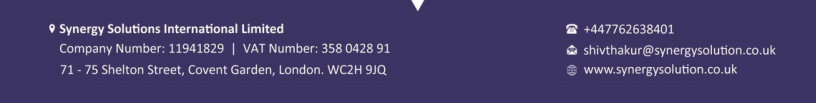 Synergy Solutions International Limited
Company Number: 11941829 | VAT Number: 358 0428 91
71 - 75 Shelton Street, Covent Garden, London. WC2H 9JQ
+447762638401
shivthakur@synergysolution.co.uk
www.synergysolution.co.uk